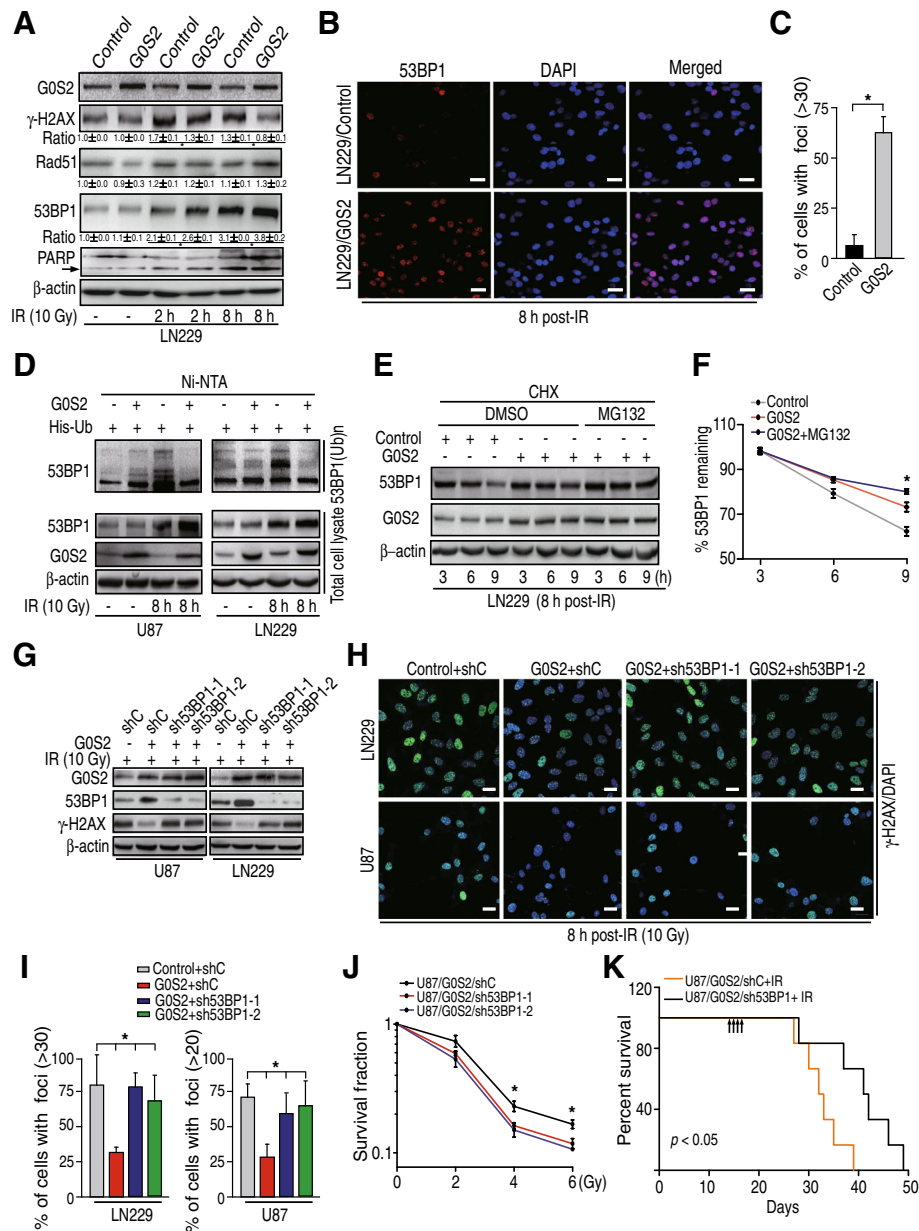 A
Control G0S2 Control G0S2 Control G0S2
G0S2
γ-H2AX
Ratio 1.0±0.0 1.0±0.0 1.7±0.1 1.3±0.1 1.3±0.1 0.8±0.1
* *
Rad51
1.0±0.0 0.9±0.3 1.2±0.1 1.2±0.1 1.1±0.1 1.3±0.2
53BP1
Ratio 1.0±0.0 1.1±0.1 2.1±0.1 2.6±0.1 3.1±0.0 3.8±0.2
* *
PARP
β-actin
IR (10 Gy) - - 2 h 2 h 8 h 8 h
LN229
B
53BP1 DAPI Merged
LN229/Control
LN229/G0S2
8 h post-IR
C
% of cells with foci (>30)
75
50
25
0
*
Control G0S2
D
Ni-NTA
G0S2 - + - + - + - +
His-Ub + + + + + + + +
53BP1
53BP1(Ub)n
53BP1
G0S2
β-actin
Total cell lysate
IR (10 Gy) - - 8 h 8 h - - 8 h 8 h
U87 LN229
E
CHX
DMSO MG132
Control + + + - - - - - -
G0S2 - - - + + + + + +
53BP1
G0S2
β-actin
3 6 9 3 6 9 3 6 9 (h)
LN229 (8 h post-IR)
F
Control
G0S2
G0S2+MG132
% 53BP1 remaining
110
90
70
50
*
3 6 9
G
shC shC sh53BP1-1 sh53BP1-2 shC shC sh53BP1-1 sh53BP1-2
G0S2 - + + + - + + +
IR (10 Gy) + + + + + + + +
G0S2
53BP1
γ-H2AX
β-actin
U87 LN229
H
Control+shC G0S2+shC G0S2+sh53BP1-1 G0S2+sh53BP1-2
LN229
U87
γ-H2AX/DAPI
8 h post-IR (10 Gy)
I
Control+shC
G0S2+shC
G0S2+sh53BP1-1
G0S2+sh53BP1-2
% of cells with foci (>30)
100
75
50
25
0
*
LN229
% of cells with foci (>20)
100
75
50
25
0
*
U87
J
U87/G0S2/shC
U87/G0S2/sh53BP1-1
U87/G0S2/sh53BP1-2
Survival fraction
1
0.1
* *
0 2 4 6 (Gy)
K
U87/G0S2/shC+IR
U87/G0S2/sh53BP1+ IR
Percent survival
120
80
40
p < 0.05
0 10 20 30 40 50
Days